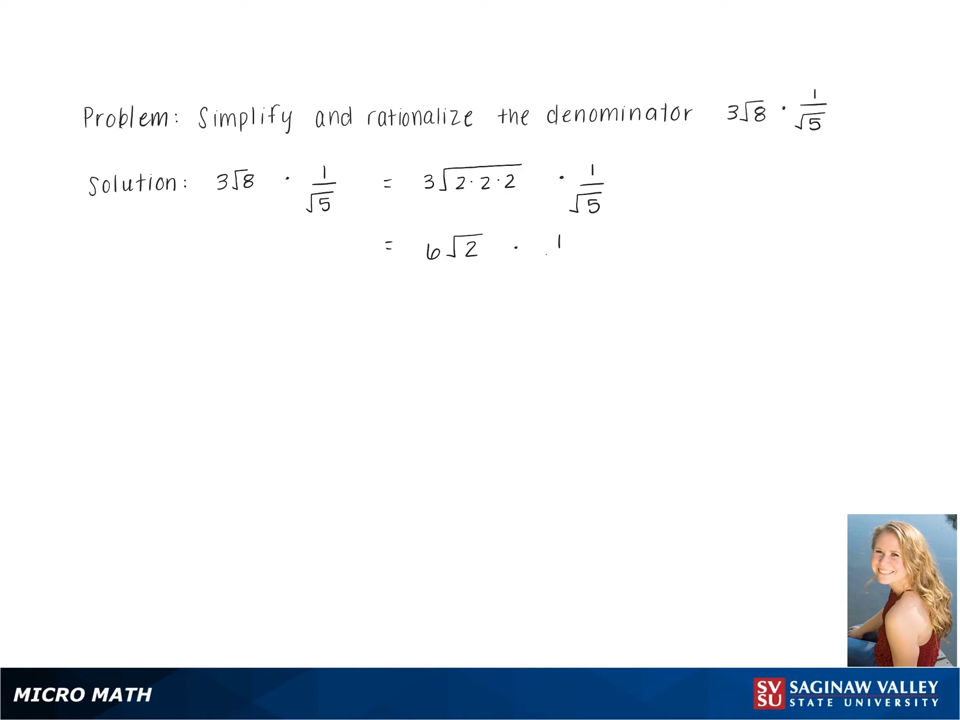 Problem: Simplify and rationalize the denominator 3√8 · 1/√5
Solution: 3√8 · 1/√5 = 3√2·2·2 · 1/√5
= 6√2 · 1
MICRO MATH
SVSU SAGINAW VALLEY STATE UNIVERSITY